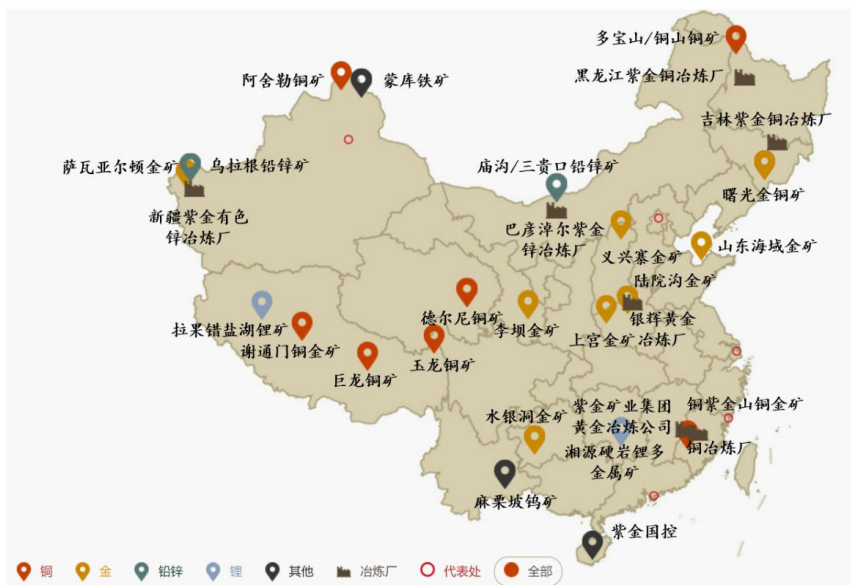 多宝山/铜山铜矿
黑龙江紫金铜冶炼厂
阿舍勒铜矿
蒙库铁矿
吉林紫金铜冶炼厂
萨瓦亚尔顿金矿
乌拉根铅锌矿
庙沟/三贵口铅锌矿
曙光金铜矿
新疆紫金有色
锌冶炼厂
巴彦淖尔紫金
锌冶炼厂
义兴寨金矿
山东海域金矿
陆院沟金矿
拉果错盐湖锂矿
谢通门铜金矿
德尔尼铜矿
李坝金矿
银辉黄金
冶炼厂
上宫金矿
巨龙铜矿
玉龙铜矿
水银洞金矿
紫金矿业集团
黄金冶炼公司
铜紫金山铜金矿
铜冶炼厂
湘源硬岩锂多
金属矿
麻栗坡钨矿
紫金国控
铜
金
铅锌
锂
其他
冶炼厂
代表处
全部